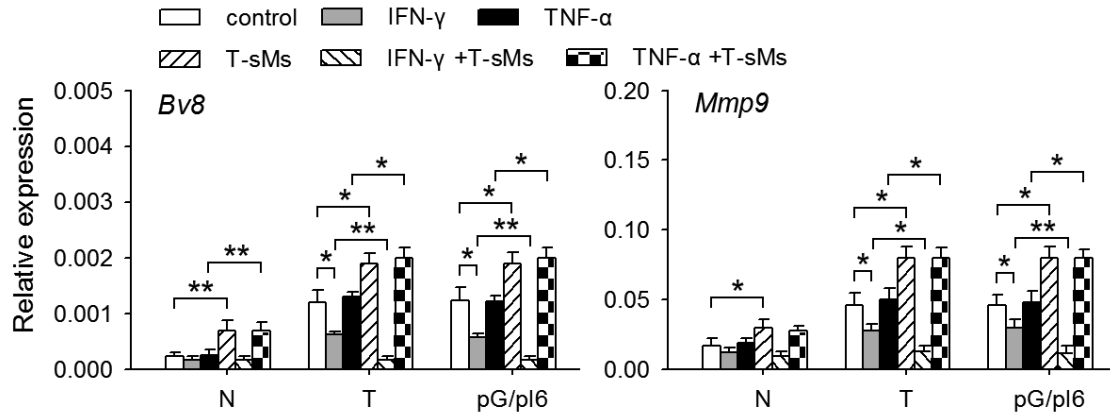 control IFN-γ TNF-α
T-sMs IFN-γ +T-sMs TNF-α +T-sMs
Relative expression
Bv8
0.005
0.004
0.003
0.002
0.001
0.000
* * * *
* ** * **
** **
N T pG/pI6
Mmp9
0.20
0.15
0.10
0.05
0.00
* * * *
* * * **
*
N T pG/pI6